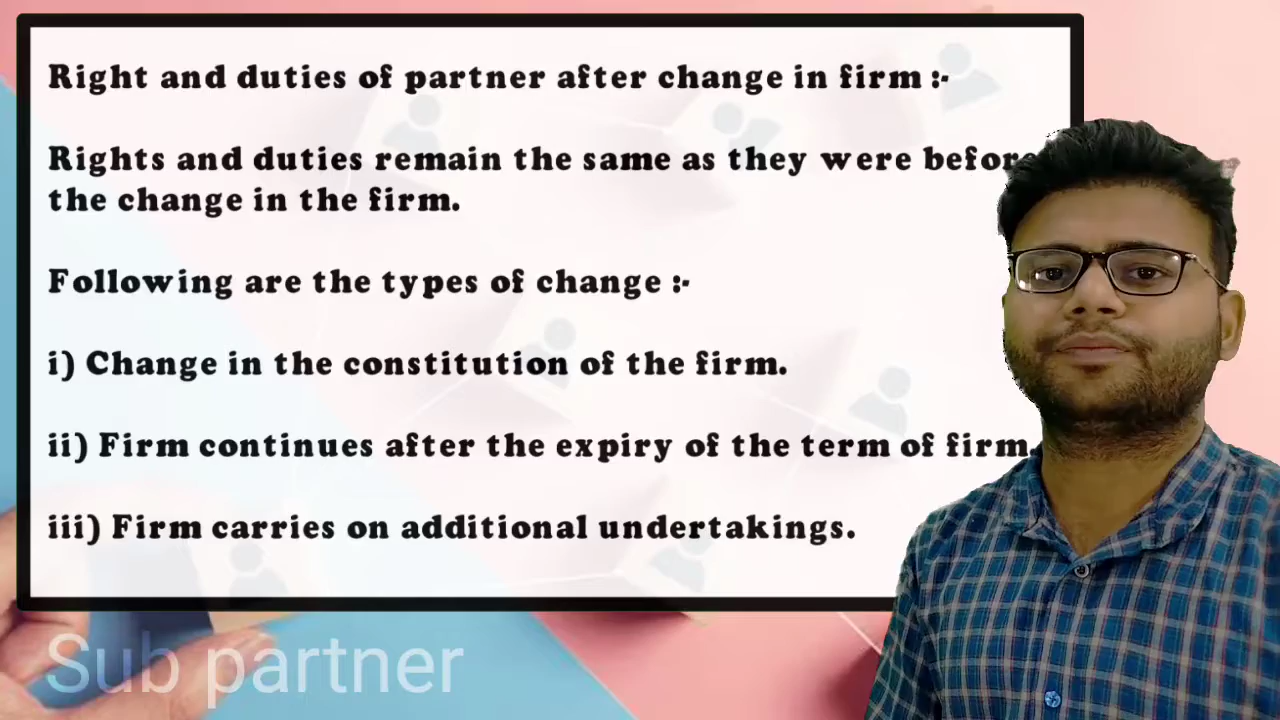 Right and duties of partner after change in firm :-
Rights and duties remain the same as they were before
the change in the firm.
Following are the types of change :-
i) Change in the constitution of the firm.
ii) Firm continues after the expiry of the term of firm.
iii) Firm carries on additional undertakings.
Sub partner